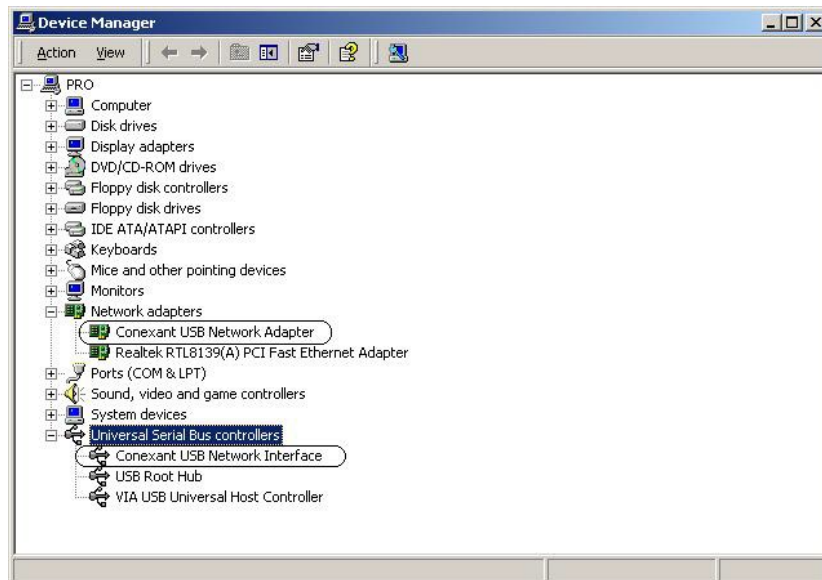 Device Manager
Action View
PRO
Computer
Disk drives
Display adapters
DVD/CD-ROM drives
Floppy disk controllers
Floppy disk drives
IDE ATA/ATAPI controllers
Keyboards
Mice and other pointing devices
Monitors
Network adapters
Conexant USB Network Adapter
Realtek RTL8139(A) PCI Fast Ethernet Adapter
Ports (COM & LPT)
Sound, video and game controllers
System devices
Universal Serial Bus controllers
Conexant USB Network Interface
USB Root Hub
VIA USB Universal Host Controller